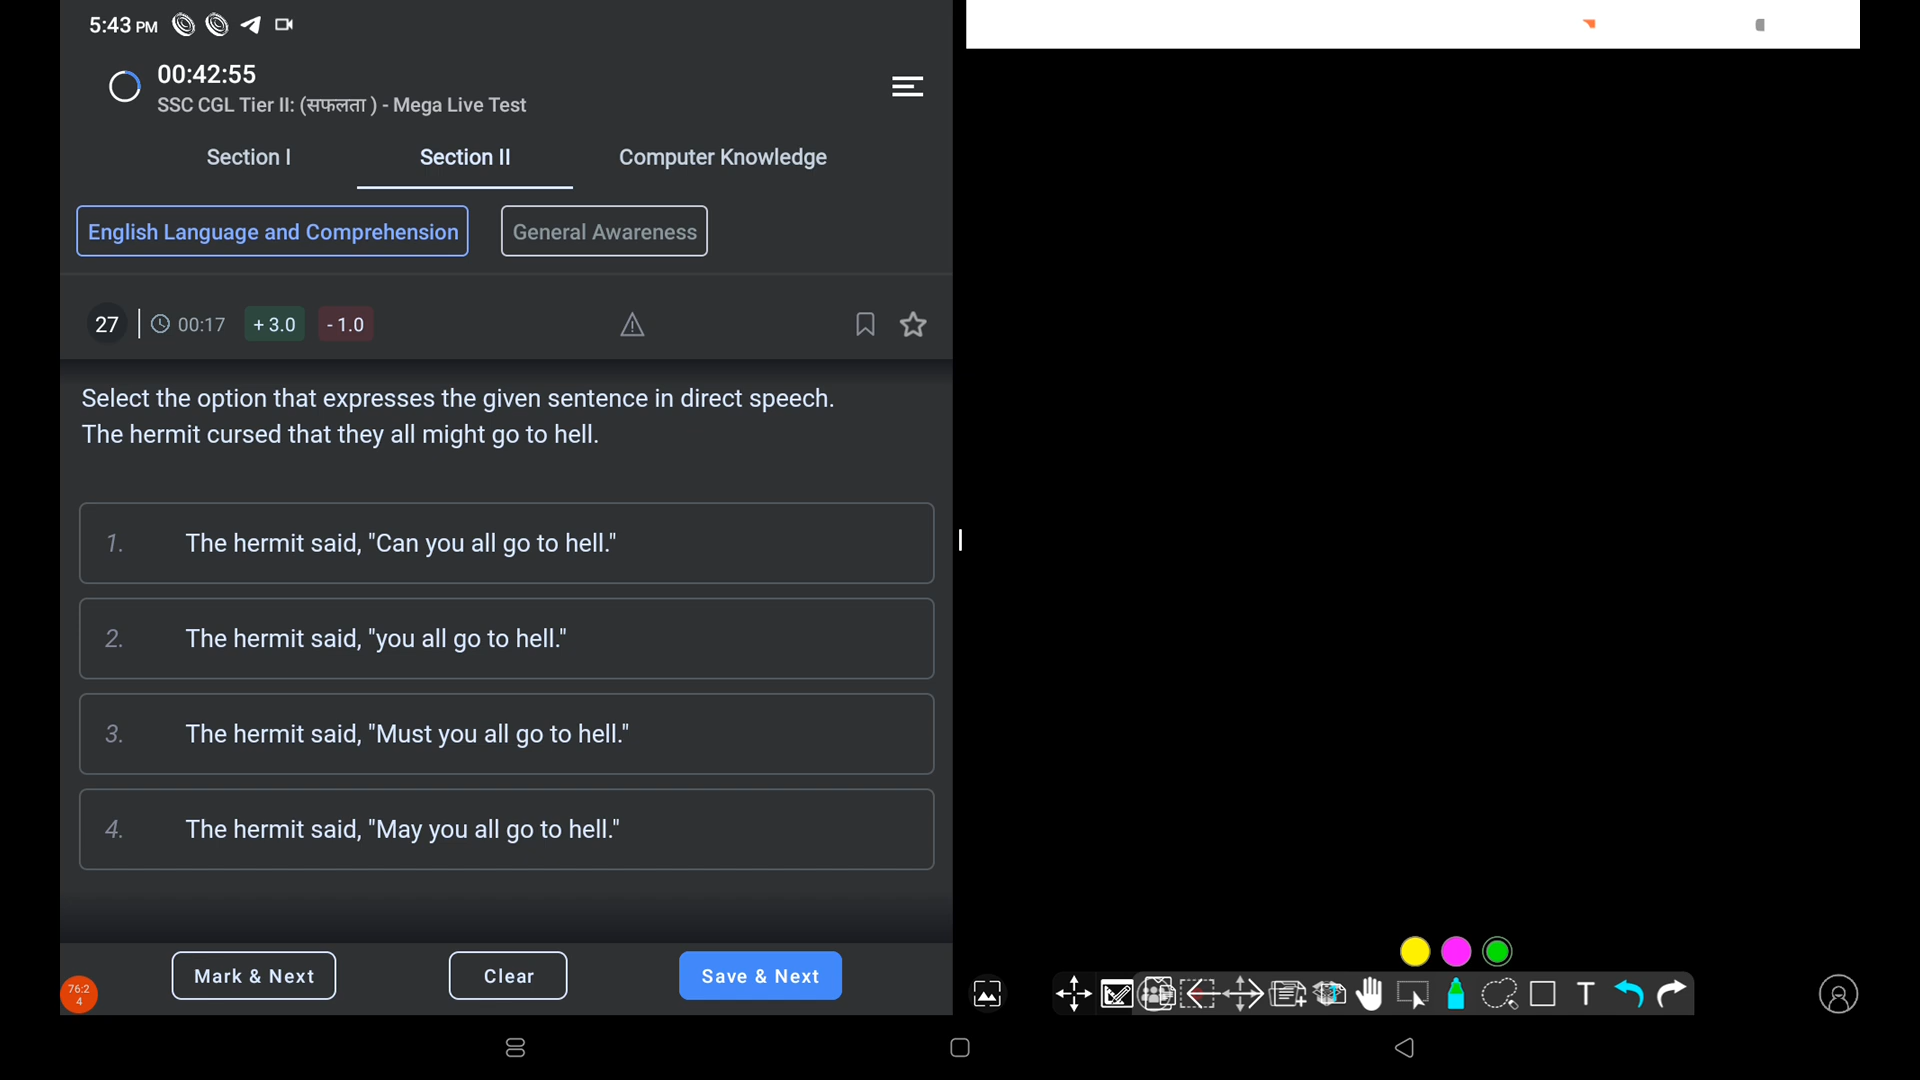 5:43 PM
00:42:55
SSC CGL Tier II: (सफलता ) - Mega Live Test
Section I
Section II
Computer Knowledge
English Language and Comprehension
General Awareness
27
00:17
+ 3.0
- 1.0
Select the option that expresses the given sentence in direct speech.
The hermit cursed that they all might go to hell.
1. The hermit said, "Can you all go to hell."
2. The hermit said, "you all go to hell."
3. The hermit said, "Must you all go to hell."
4. The hermit said, "May you all go to hell."
Mark & Next
Clear
Save & Next
76:2
4
T